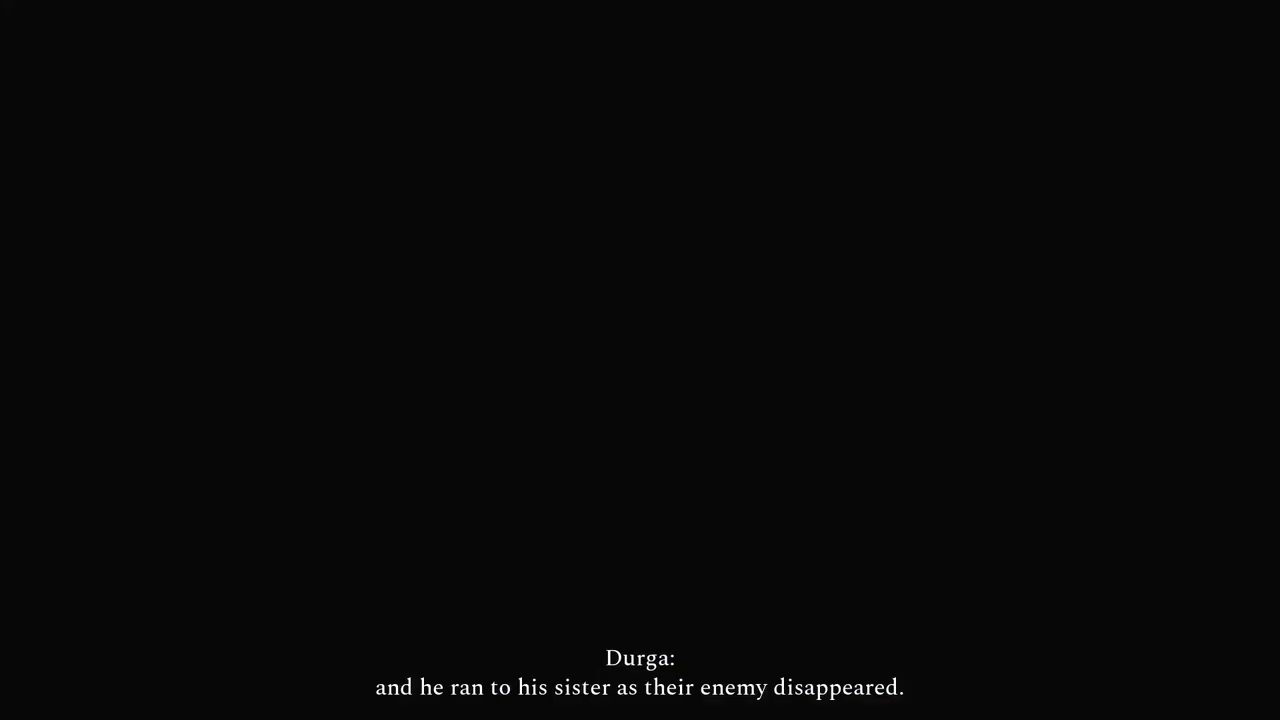 Durga:
and he ran to his sister as their enemy disappeared.